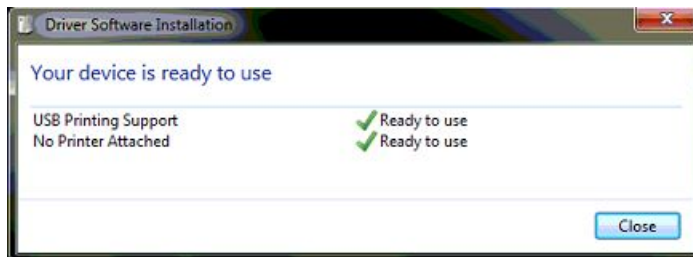 Driver Software Installation
Your device is ready to use
USB Printing Support Ready to use
No Printer Attached Ready to use
Close